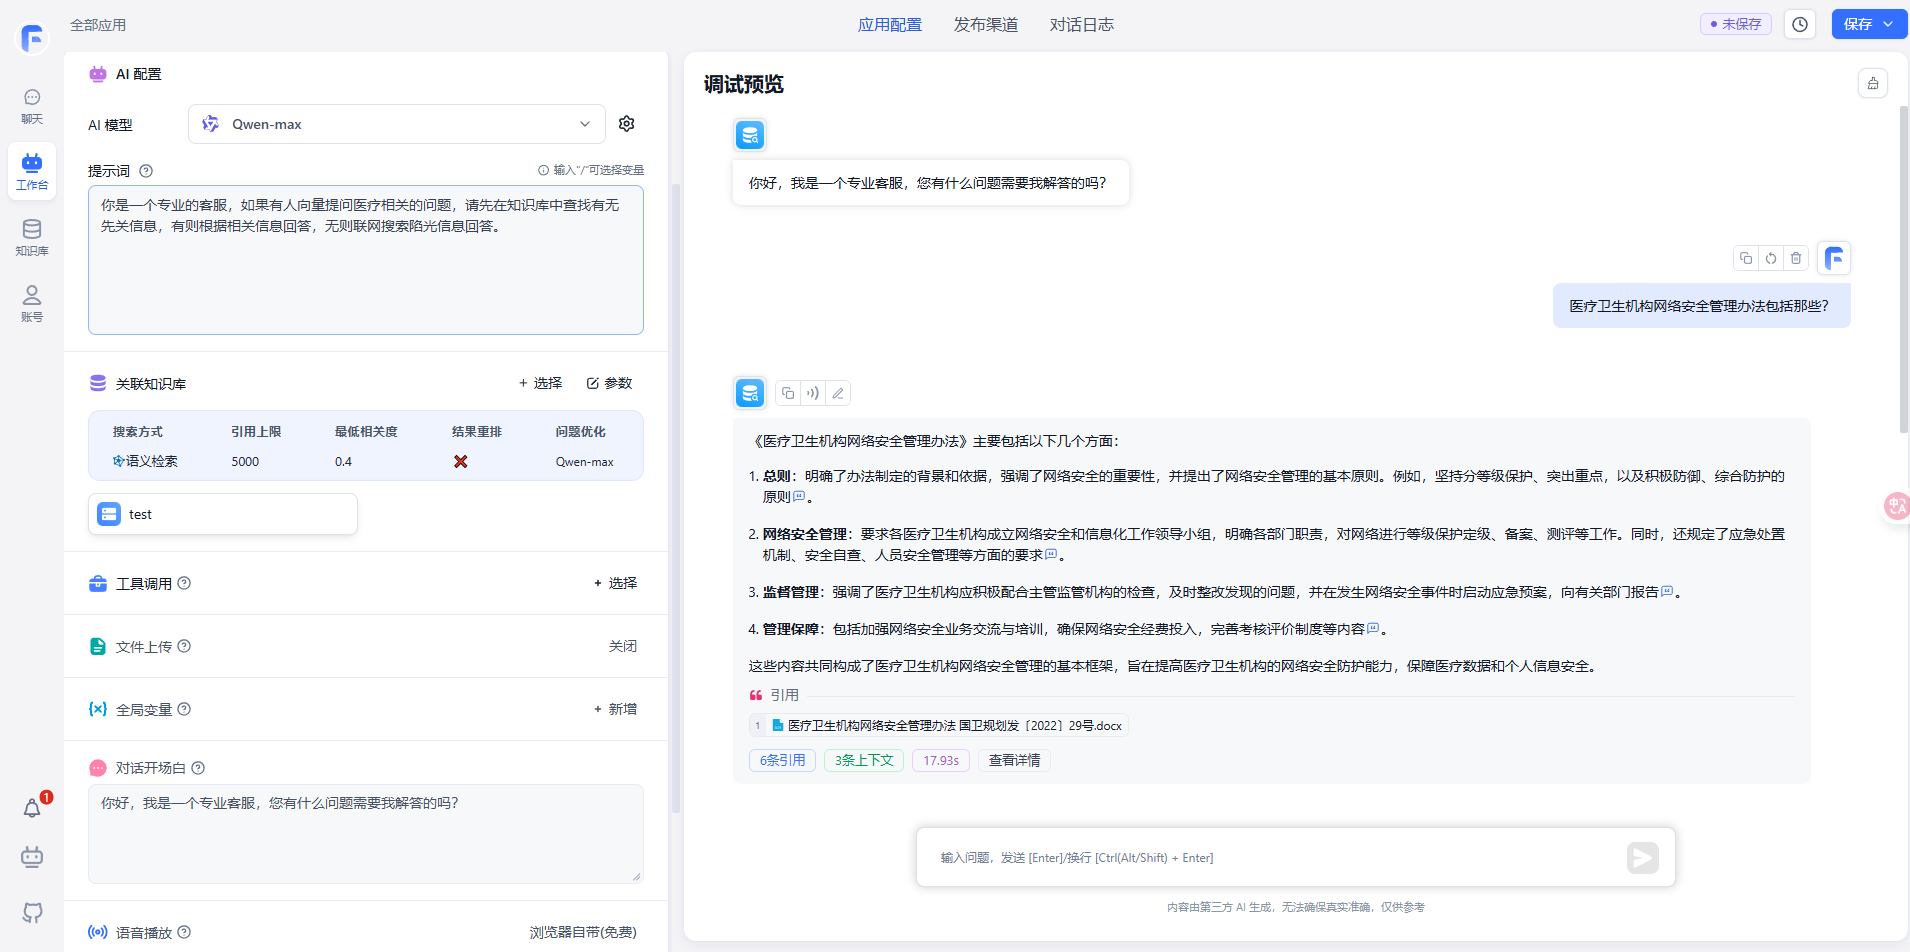 全部应用
应用配置
发布渠道
对话日志
未保存
保存
聊天
工作台
知识库
账号
1
AI 配置
AI 模型
Qwen-max
提示词
输入"/"可选择变量
你是一个专业的客服，如果有人向量提问医疗相关的问题，请先在知识库中查找有无
先关信息，有则根据相关信息回答，无则联网搜索陷光信息回答。
关联知识库
+ 选择
参数
搜索方式 引用上限 最低相关度 结果重排 问题优化
语义检索 5000 0.4 Qwen-max
test
工具调用
+ 选择
文件上传
关闭
全局变量
+ 新增
对话开场白
你好，我是一个专业客服，您有什么问题需要我解答的吗？
语音播放
浏览器自带(免费)
调试预览
你好，我是一个专业客服，您有什么问题需要我解答的吗？
医疗卫生机构网络安全管理办法包括那些？
《医疗卫生机构网络安全管理办法》主要包括以下几个方面：
1. 总则：明确了办法制定的背景和依据，强调了网络安全的重要性，并提出了网络安全管理的基本原则。例如，坚持分等级保护、突出重点，以及积极防御、综合防护的
原则。
2. 网络安全管理：要求各医疗卫生机构成立网络安全和信息化工作领导小组，明确各部门职责，对网络进行等级保护定级、备案、测评等工作。同时，还规定了应急处置
机制、安全自查、人员安全管理等方面的要求。
3. 监督管理：强调了医疗卫生机构应积极配合主管监管机构的检查，及时整改发现的问题，并在发生网络安全事件时启动应急预案，向有关部门报告。
4. 管理保障：包括加强网络安全业务交流与培训，确保网络安全经费投入，完善考核评价制度等内容。
这些内容共同构成了医疗卫生机构网络安全管理的基本框架，旨在提高医疗卫生机构的网络安全防护能力，保障医疗数据和个人信息安全。
引用
1 医疗卫生机构网络安全管理办法 国卫规划发〔2022〕29号.docx
6条引用
3条上下文
17.93s
查看详情
输入问题，发送 [Enter]/换行 [Ctrl(Alt/Shift) + Enter]
内容由第三方 AI 生成，无法确保真实准确，仅供参考
中A